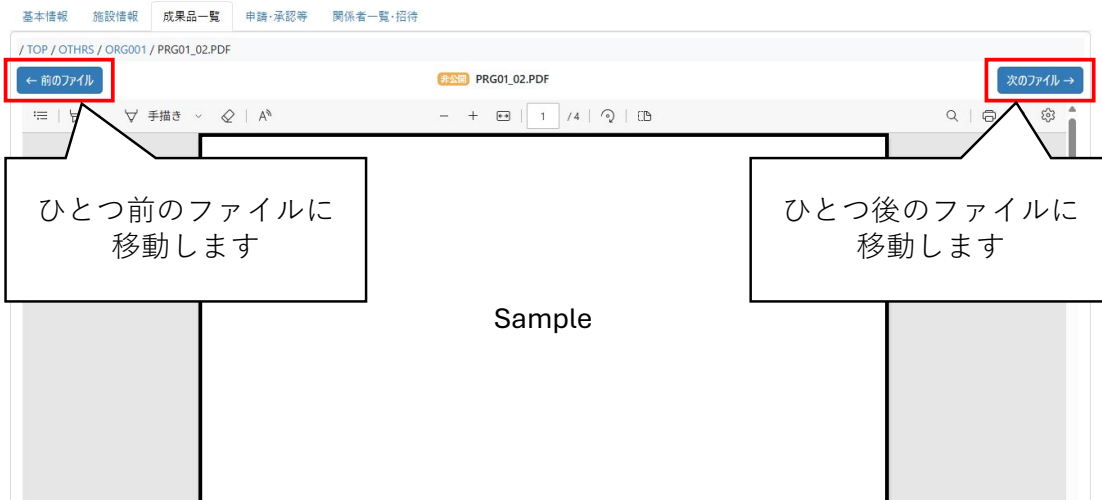 基本情報 施設情報 成果品一覧 申請・承認等 関係者一覧・招待
/ TOP / OTHRS / ORG001 / PRG01_02.PDF
← 前のファイル 非公開 PRG01_02.PDF 次のファイル →
手描き A 1 / 4
ひとつ前のファイルに
移動します
ひとつ後のファイルに
移動します
Sample